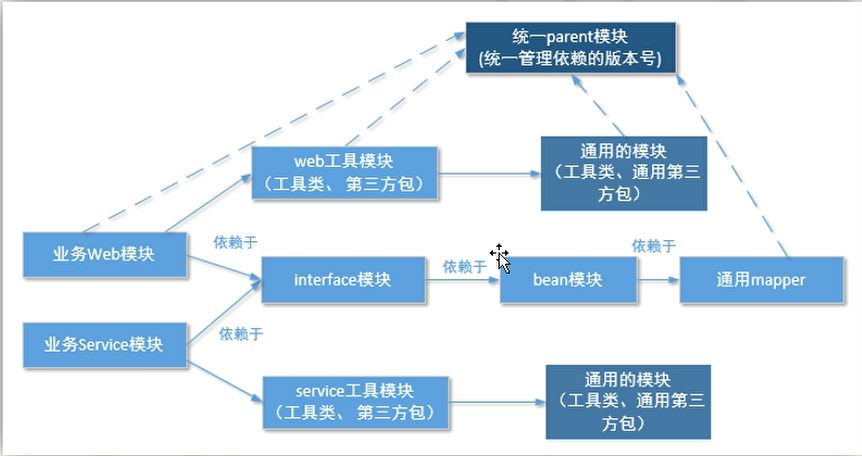 统一parent模块
(统一管理依赖的版本号)
web工具模块
（工具类、 第三方包）
通用的模块
（工具类、通用第三
方包）
业务Web模块
依赖于
interface模块
依赖于
bean模块
依赖于
通用mapper
业务Service模块
依赖于
service工具模块
（工具类、 第三方包）
通用的模块
（工具类、通用第三
方包）